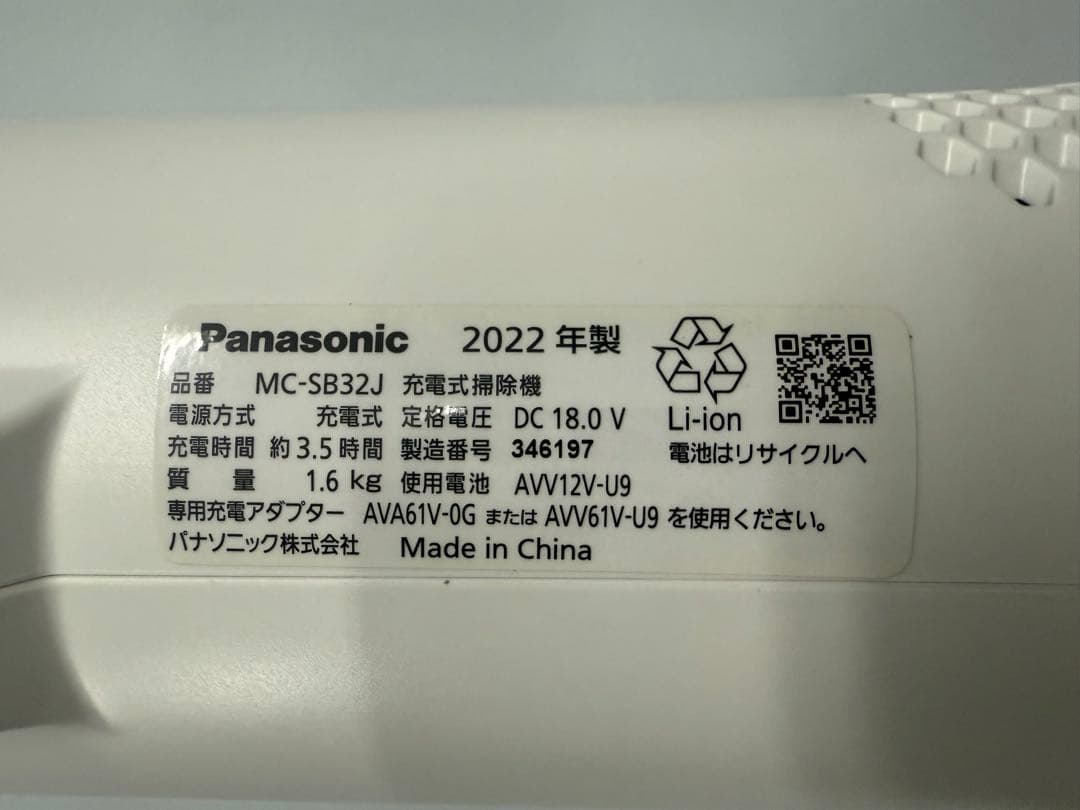 Panasonic 2022 年製
品番 MC-SB32J 充電式掃除機
電源方式 充電式 定格電圧 DC 18.0 V
充電時間 約3.5時間 製造番号 346197
質量 1.6 kg 使用電池 AVV12V-U9
専用充電アダプター AVA61V-0G または AVV61V-U9 を使用ください。
パナソニック株式会社 Made in China
Li-ion
電池はリサイクルへ